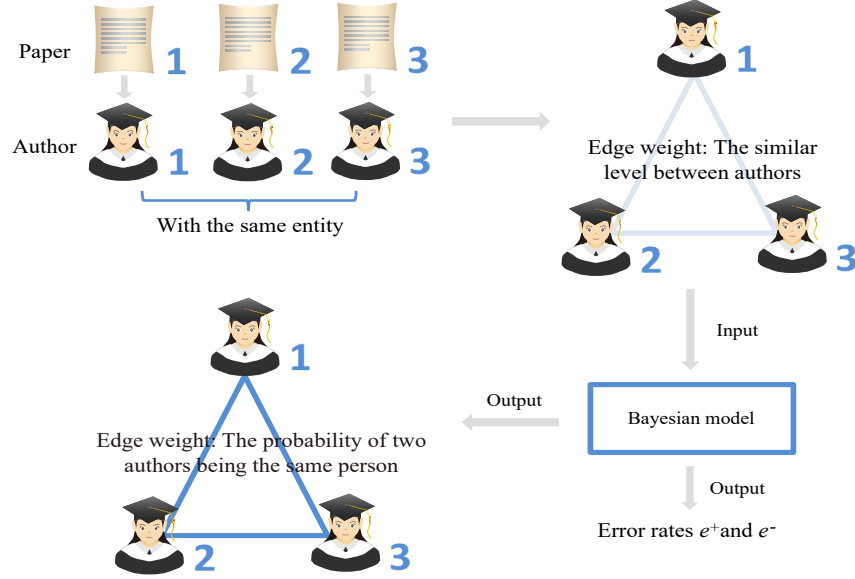 Paper
1
2
3
Author
1
2
3
With the same entity
1
Edge weight: The similar
level between authors
2
3
Input
Bayesian model
Output
Output
Error rates e⁺and e⁻
1
Edge weight: The probability of two
authors being the same person
2
3